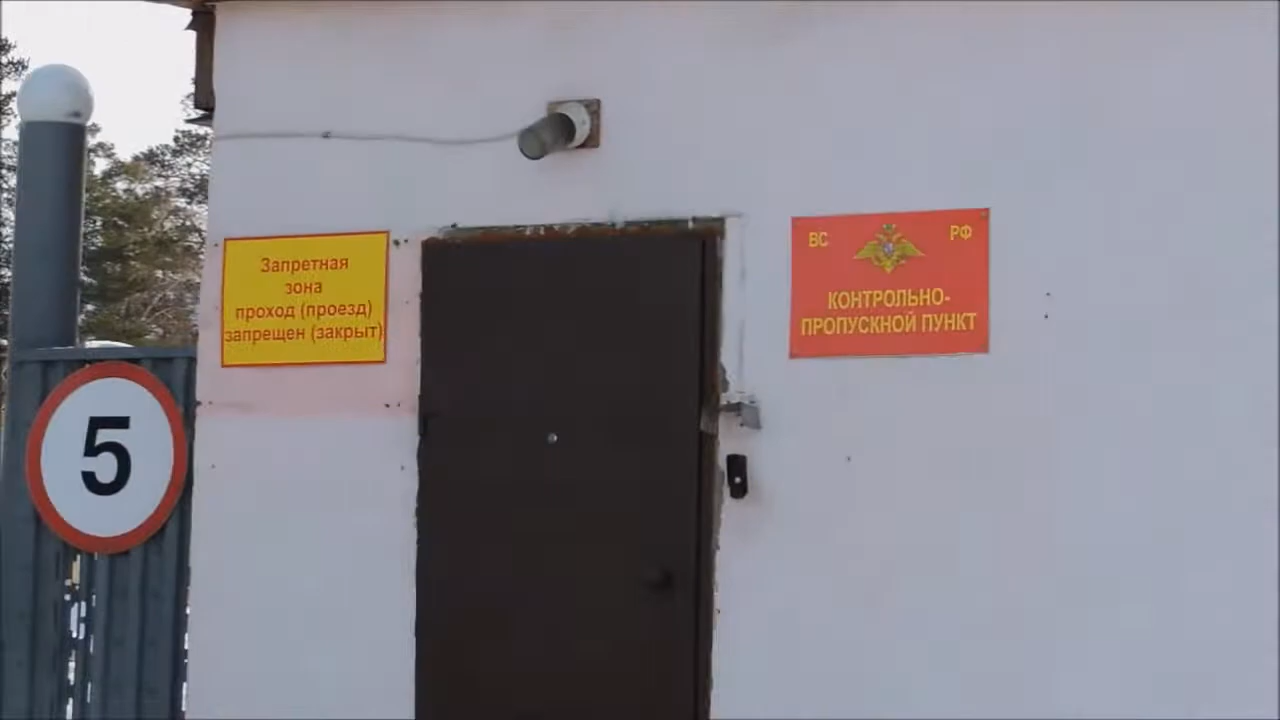 5
Запретная
зона
проход (проезд)
запрещен (закрыт)
ВС РФ
КОНТРОЛЬНО-
ПРОПУСКНОЙ ПУНКТ